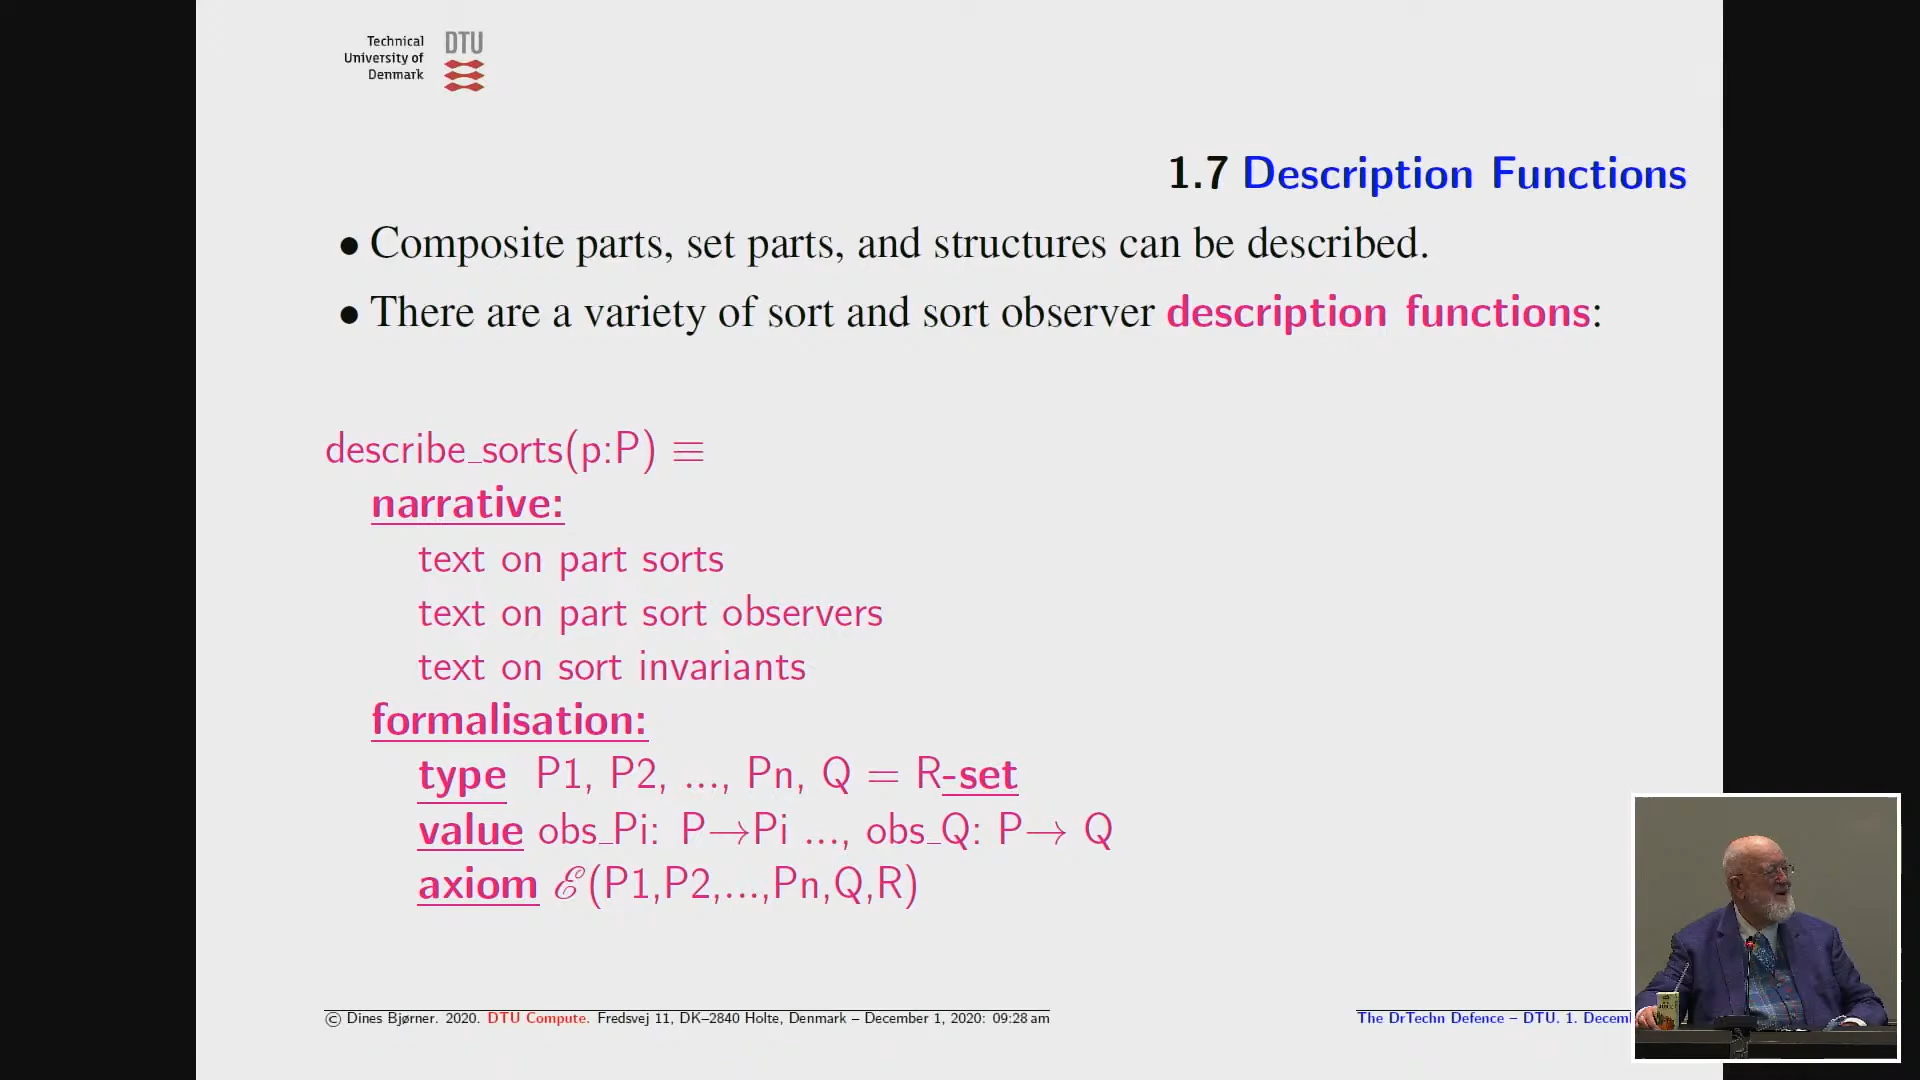 Technical
University of
Denmark
DTU
1.7 Description Functions
• Composite parts, set parts, and structures can be described.
• There are a variety of sort and sort observer description functions:
describe_sorts(p:P) ≡
narrative:
text on part sorts
text on part sort observers
text on sort invariants
formalisation:
type P1, P2, ..., Pn, Q = R-set
value obs_Pi: P→Pi ..., obs_Q: P→ Q
axiom ℰ(P1,P2,...,Pn,Q,R)
© Dines Bjørner. 2020. DTU Compute. Fredsvej 11, DK–2840 Holte, Denmark – December 1, 2020: 09:28 am
The DrTechn Defence – DTU. 1. Decem